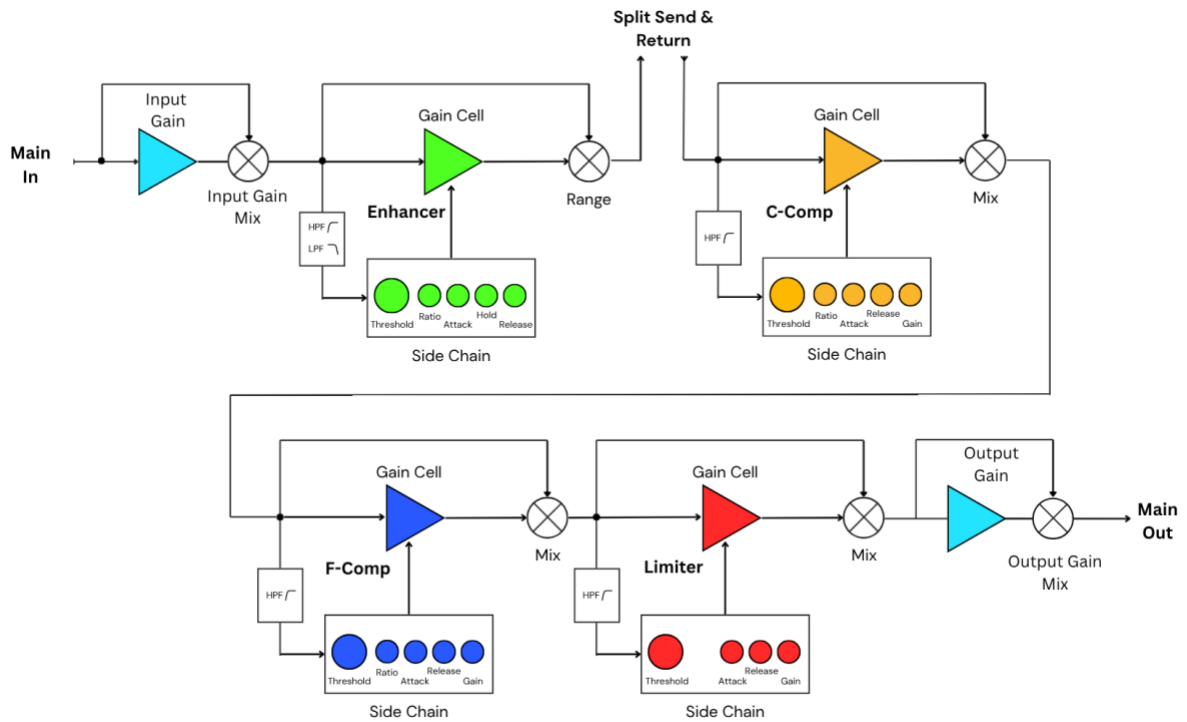 Split Send &
Return
Input
Gain
Gain Cell
Gain Cell
Main
In
Input Gain
Mix
Enhancer
Range
C-Comp
Mix
HPF
LPF
HPF
Threshold
Ratio
Attack
Hold
Release
Threshold
Ratio
Attack
Release
Gain
Side Chain
Side Chain
Gain Cell
Gain Cell
Output
Gain
Main
Out
F-Comp
Mix
Limiter
Mix
Output Gain
Mix
HPF
HPF
Threshold
Ratio
Attack
Release
Gain
Threshold
Attack
Release
Gain
Side Chain
Side Chain